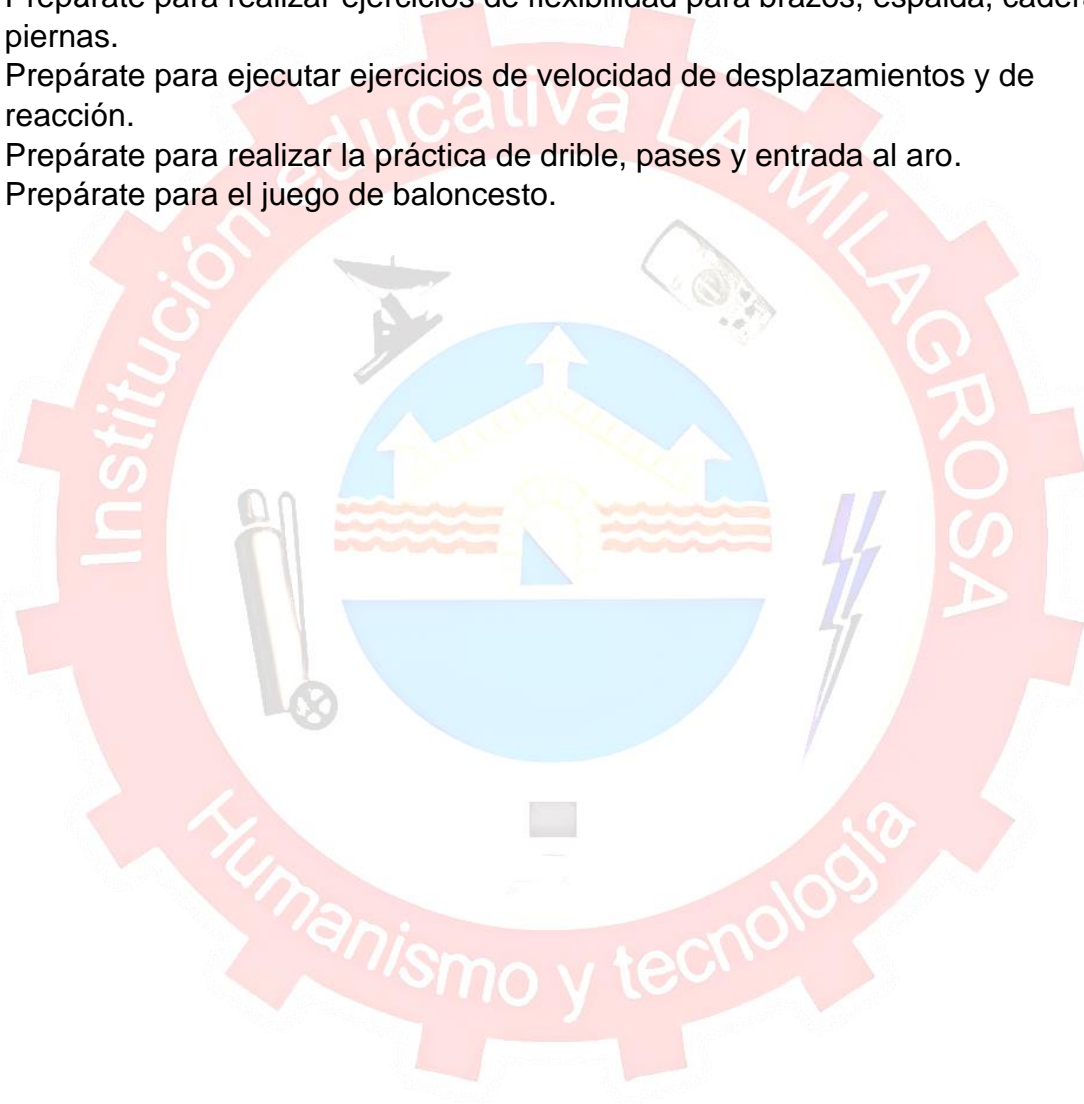 Prepárate para realizar ejercicios de flexibilidad para brazos, espalda, cadera
piernas.
Prepárate para ejecutar ejercicios de velocidad de desplazamientos y de
reacción.
Prepárate para realizar la práctica de drible, pases y entrada al aro.
Prepárate para el juego de baloncesto.
Institución educativa LA MILAGROSA
Humanismo y tecnología